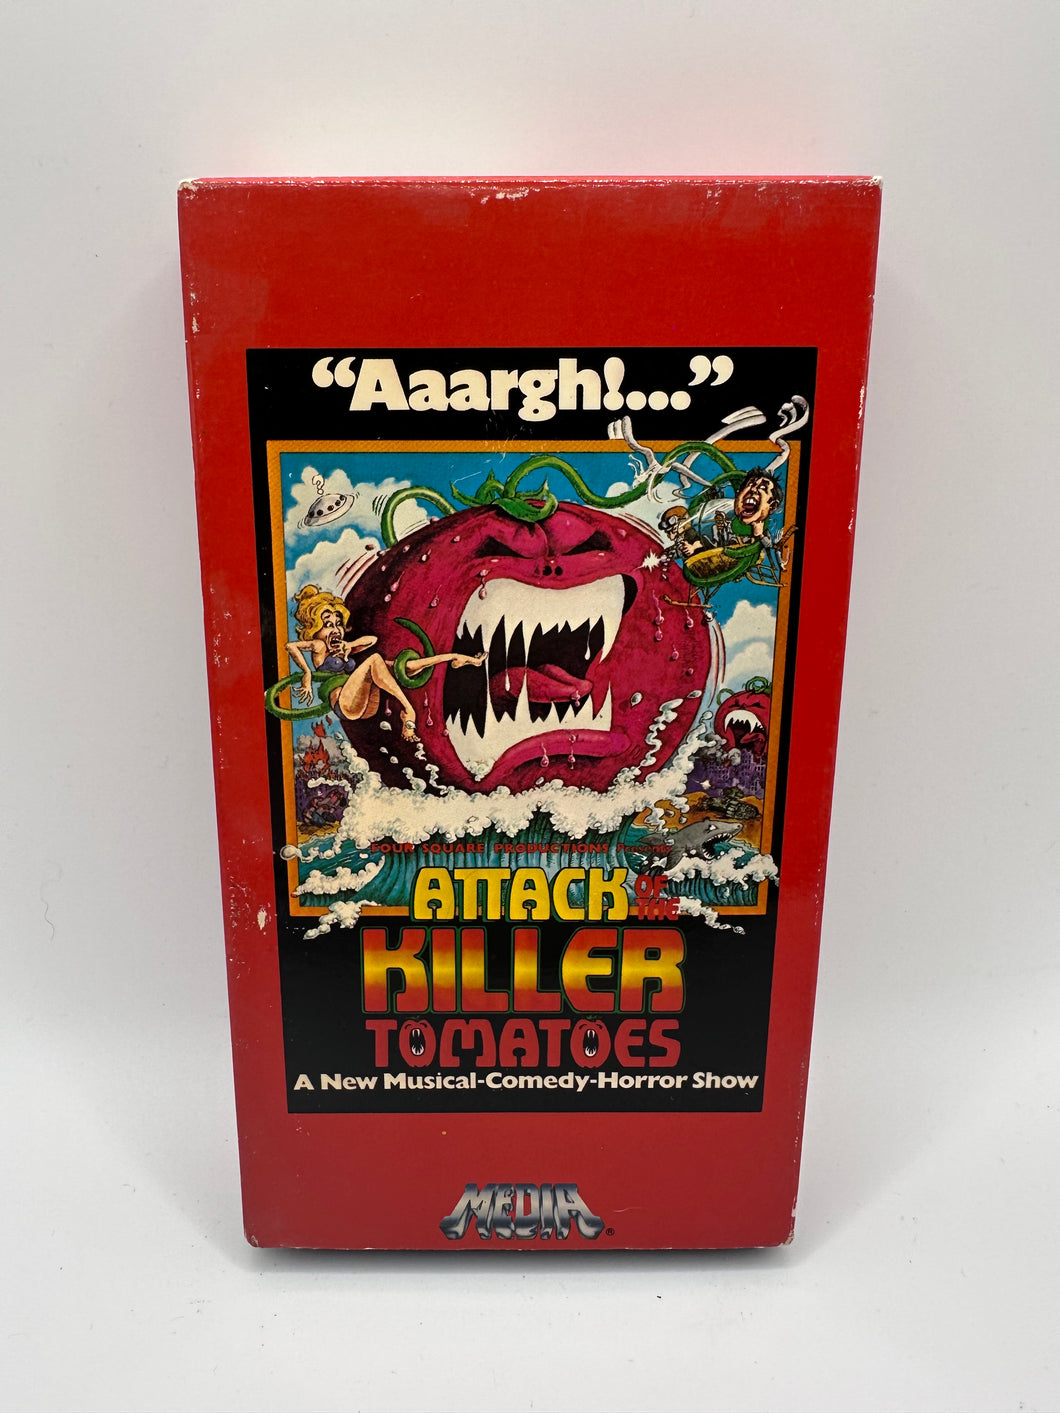 “Aaargh!...”
FOUR SQUARE PRODUCTIONS Presents
ATTACK OF THE
KILLER
TOMATOES
A New Musical-Comedy-Horror Show
MEDIA®